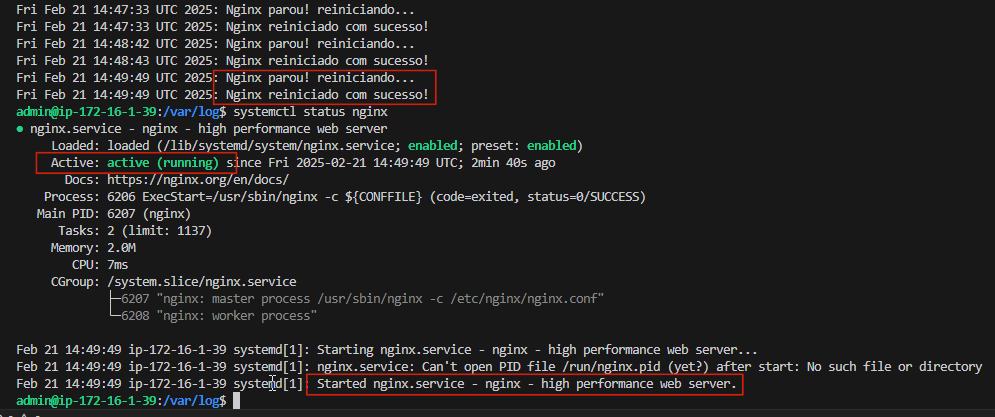 Fri Feb 21 14:47:33 UTC 2025: Nginx parou! reiniciando...
Fri Feb 21 14:47:33 UTC 2025: Nginx reiniciado com sucesso!
Fri Feb 21 14:48:42 UTC 2025: Nginx parou! reiniciando...
Fri Feb 21 14:48:43 UTC 2025: Nginx reiniciado com sucesso!
Fri Feb 21 14:49:49 UTC 2025: Nginx parou! reiniciando...
Fri Feb 21 14:49:49 UTC 2025: Nginx reiniciado com sucesso!
admin@ip-172-16-1-39:/var/log$ systemctl status nginx
● nginx.service - nginx - high performance web server
Loaded: loaded (/lib/systemd/system/nginx.service; enabled; preset: enabled)
Active: active (running) since Fri 2025-02-21 14:49:49 UTC; 2min 40s ago
Docs: https://nginx.org/en/docs/
Process: 6206 ExecStart=/usr/sbin/nginx -c ${CONFFILE} (code=exited, status=0/SUCCESS)
Main PID: 6207 (nginx)
Tasks: 2 (limit: 1137)
Memory: 2.0M
CPU: 7ms
CGroup: /system.slice/nginx.service
├─6207 "nginx: master process /usr/sbin/nginx -c /etc/nginx/nginx.conf"
└─6208 "nginx: worker process"
Feb 21 14:49:49 ip-172-16-1-39 systemd[1]: Starting nginx.service - nginx - high performance web server...
Feb 21 14:49:49 ip-172-16-1-39 systemd[1]: nginx.service: Can't open PID file /run/nginx.pid (yet?) after start: No such file or directory
Feb 21 14:49:49 ip-172-16-1-39 systemd[1]: Started nginx.service - nginx - high performance web server.
admin@ip-172-16-1-39:/var/log$